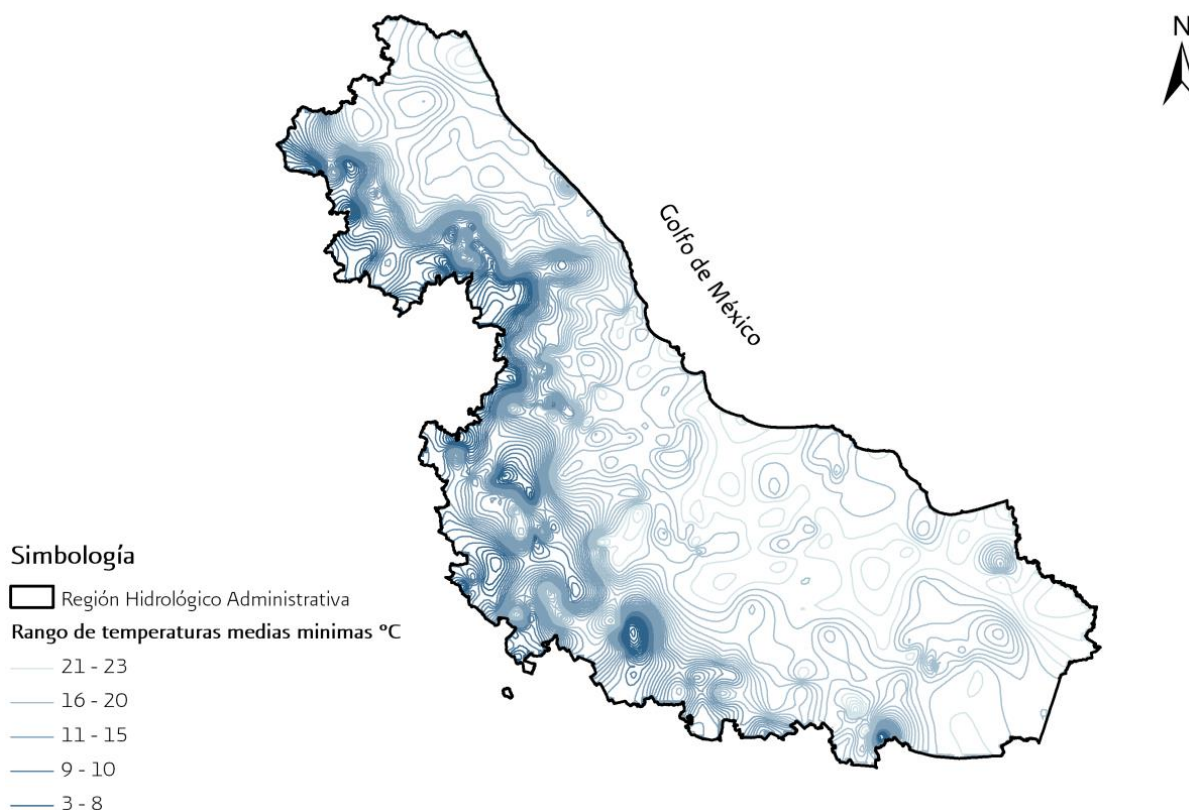 N
Golfo de México
Simbología
Región Hidrológico Administrativa
Rango de temperaturas medias minimas ºC
21 - 23
16 - 20
11 - 15
9 - 10
3 - 8